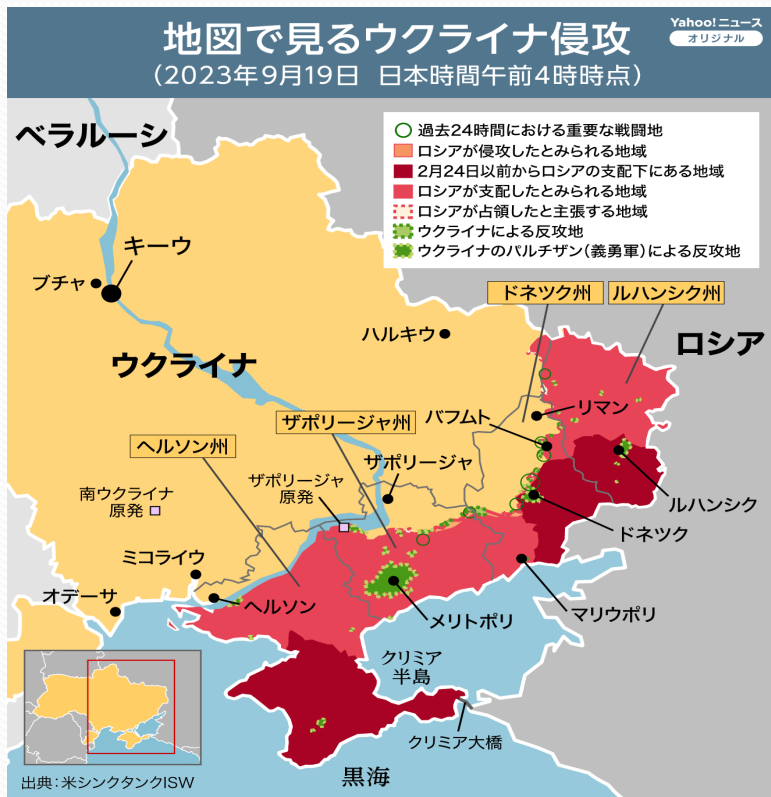 地図で見るウクライナ侵攻
(2023年9月19日 日本時間午前4時時点)
Yahoo!ニュース
オリジナル
ベラルーシ
過去24時間における重要な戦闘地
ロシアが侵攻したとみられる地域
2月24日以前からロシアの支配下にある地域
ロシアが支配したとみられる地域
ロシアが占領したと主張する地域
ウクライナによる反攻地
ウクライナのパルチザン(義勇軍)による反攻地
キーウ
ブチャ
ドネツク州
ルハンシク州
ハルキウ
ロシア
ウクライナ
リマン
バフムト
ザポリージャ州
ヘルソン州
ザポリージャ
ザポリージャ
原発
南ウクライナ
原発
ルハンシク
ドネツク
ミコライウ
オデーサ
ヘルソン
メリトポリ
マリウポリ
クリミア
半島
クリミア大橋
黒海
出典:米シンクタンクISW